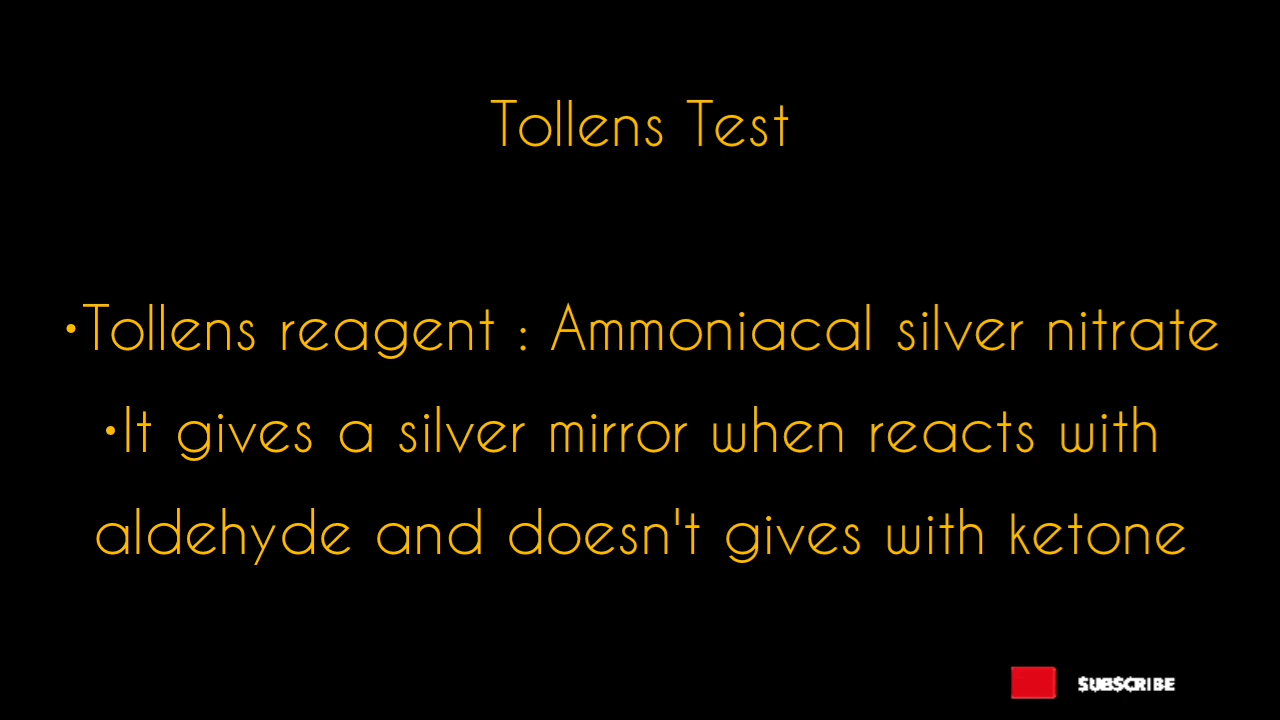 Tollens Test
•Tollens reagent : Ammoniacal silver nitrate
•It gives a silver mirror when reacts with
aldehyde and doesn't gives with ketone
SUBSCRIBE